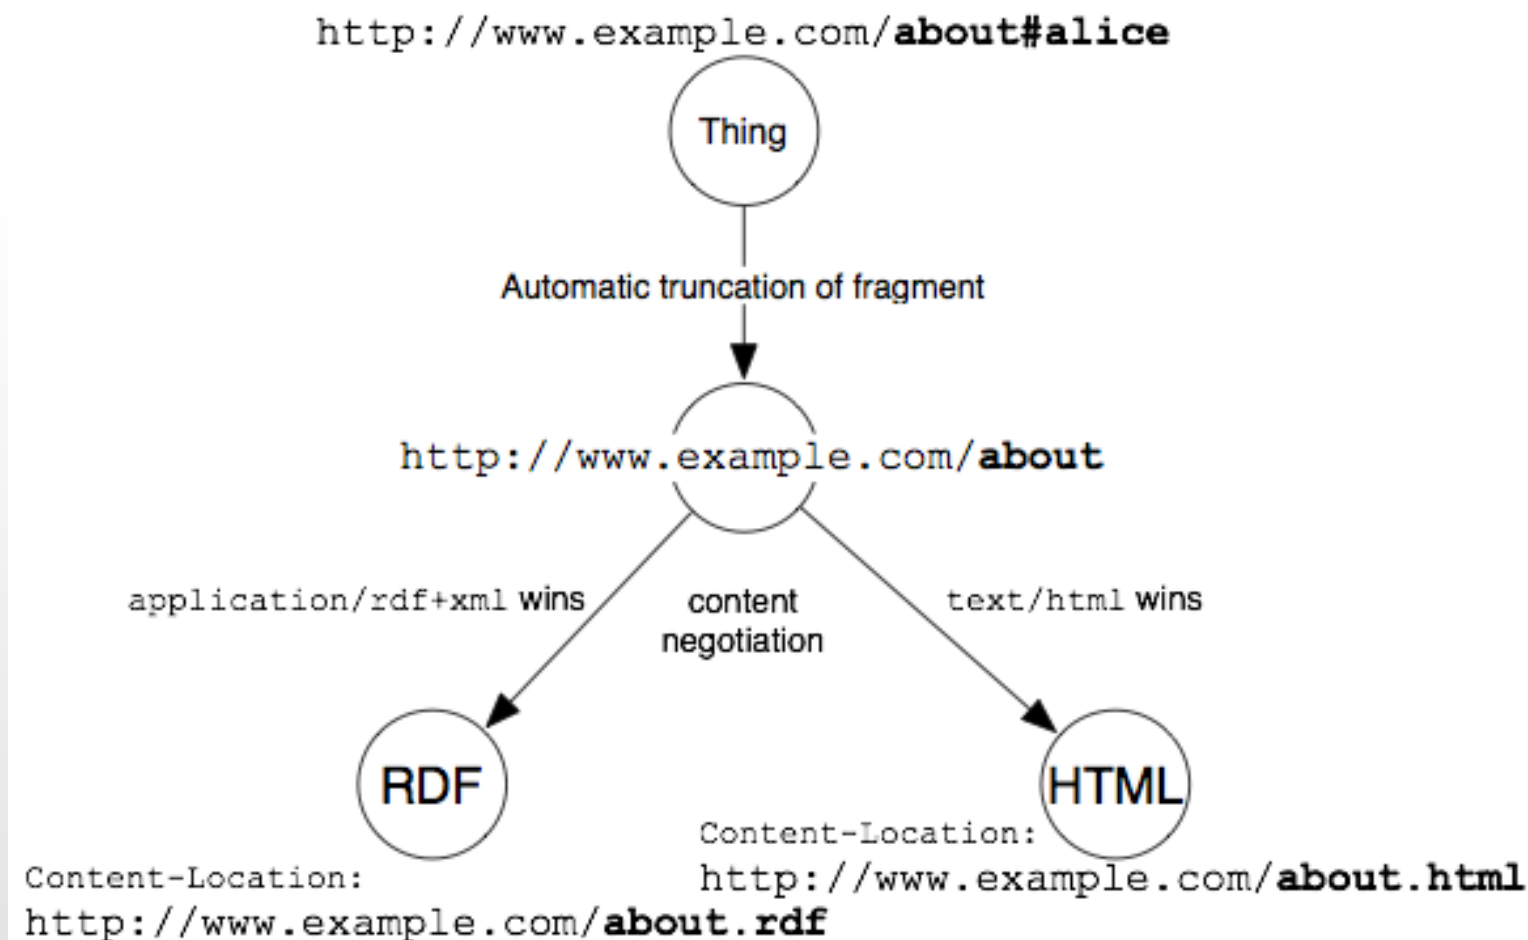 http://www.example.com/about#alice
Thing
Automatic truncation of fragment
http://www.example.com/about
application/rdf+xml wins
content
negotiation
text/html wins
RDF
HTML
Content-Location:
http://www.example.com/about.rdf
Content-Location:
http://www.example.com/about.html